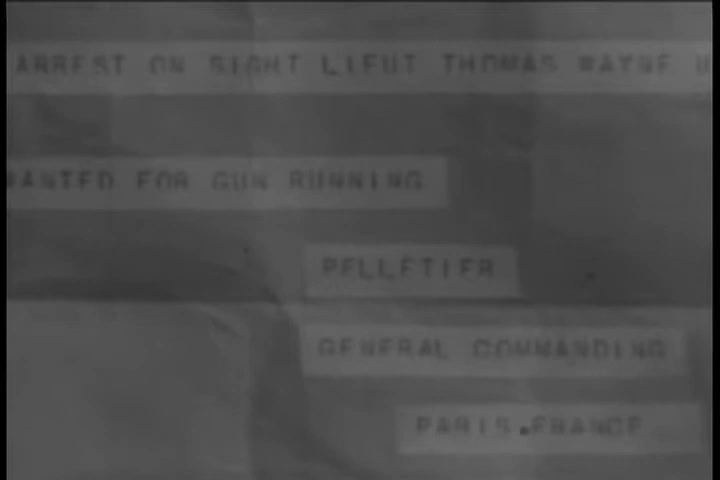 ARREST ON SIGHT LIEUT THOMAS WAYNE
WANTED FOR GUN RUNNING
PELLETIER
GENERAL COMMANDING
PARIS.FRANCE